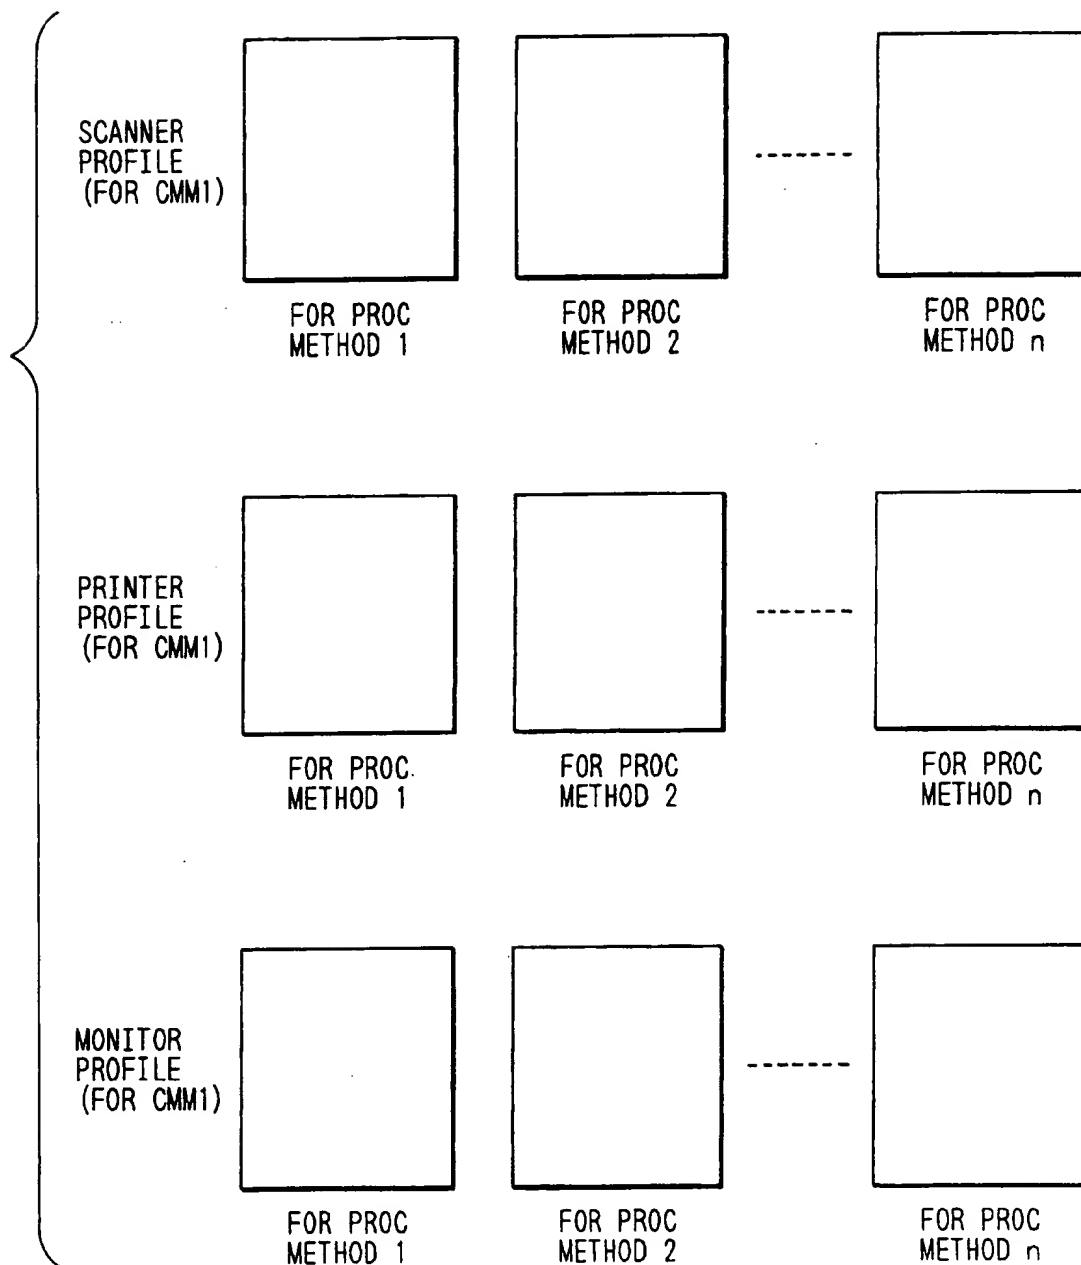 SCANNER
PROFILE
(FOR CMM1)
FOR PROC
METHOD 1
FOR PROC
METHOD 2
FOR PROC
METHOD n
PRINTER
PROFILE
(FOR CMM1)
FOR PROC.
METHOD 1
FOR PROC
METHOD 2
FOR PROC
METHOD n
MONITOR
PROFILE
(FOR CMM1)
FOR PROC
METHOD 1
FOR PROC
METHOD 2
FOR PROC
METHOD n